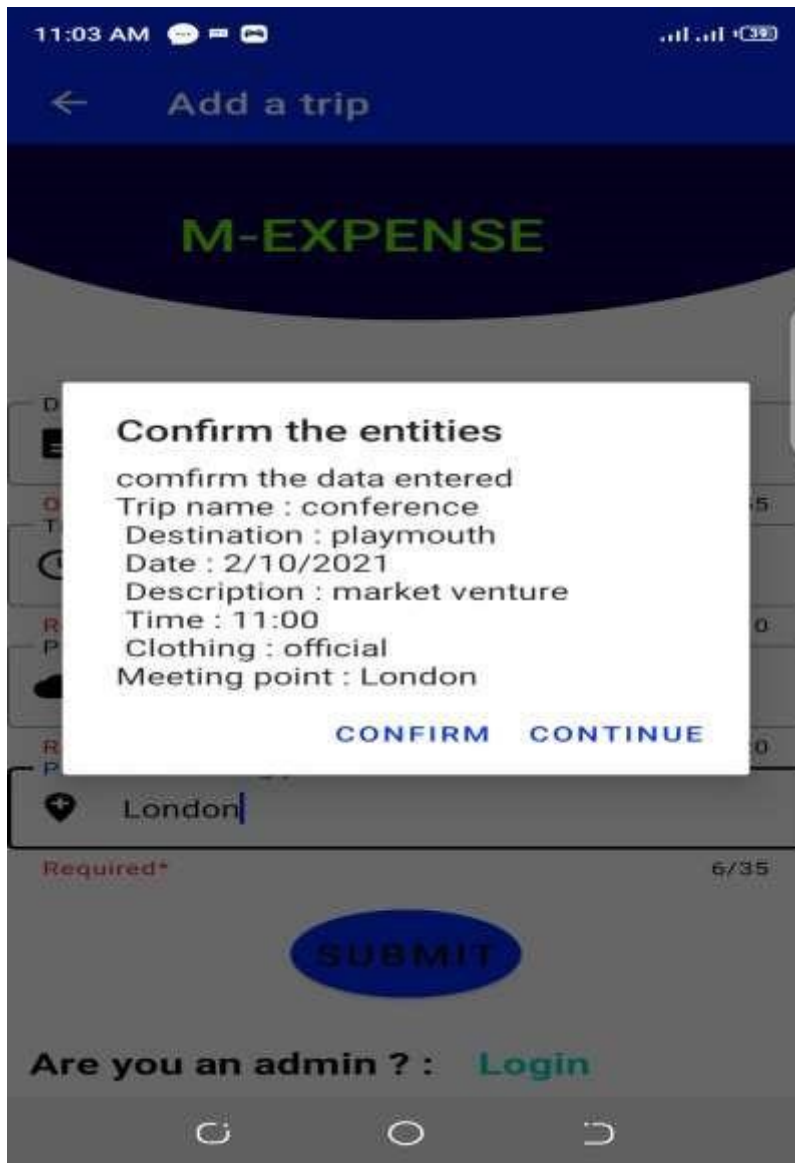 11:03 AM
39
Add a trip
M-EXPENSE
D
Confirm the entities
comfirm the data entered
Trip name : conference
Destination : playmouth
Date : 2/10/2021
Description : market venture
Time : 11:00
Clothing : official
Meeting point : London
CONFIRM CONTINUE
London
Required* 6/35
SUBMIT
Are you an admin ? : Login